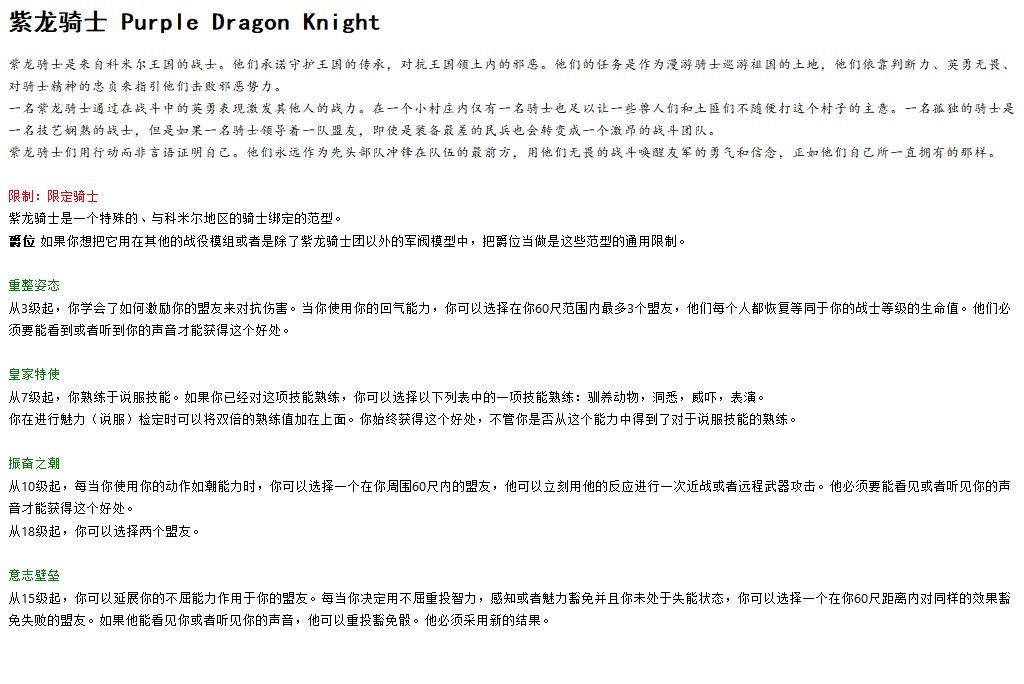 紫龙骑士 Purple Dragon Knight
紫龙骑士是来自科米尔王国的战士。他们承诺守护王国的传承，对抗王国领土内的邪恶。他们的任务是作为漫游骑士巡游祖国的土地，他们依靠判断力、英勇无畏、
对骑士精神的忠贞来指引他们击败邪恶势力。
一名紫龙骑士通过在战斗中的英勇表现激发其他人的战力。在一个小村庄内仅有一名骑士也足以让一些兽人们和土匪们不随便打这个村子的主意。一名孤独的骑士是
一名技艺娴熟的战士，但是如果一名骑士领导着一队盟友，即使是装备最差的民兵也会转变成一个激昂的战斗团队。
紫龙骑士们用行动而非言语证明自己。他们永远作为先头部队冲锋在队伍的最前方，用他们无畏的战斗唤醒友军的勇气和信念，正如他们自己所一直拥有的那样。
限制：限定骑士
紫龙骑士是一个特殊的、与科米尔地区的骑士绑定的范型。
爵位 如果你想把它用在其他的战役模组或者是除了紫龙骑士团以外的军阀模型中，把爵位当做是这些范型的通用限制。
重整姿态
从3级起，你学会了如何激励你的盟友来对抗伤害。当你使用你的回气能力，你可以选择在你60尺范围内最多3个盟友，他们每个人都恢复等同于你的战士等级的生命值。他们必
须要能看到或者听到你的声音才能获得这个好处。
皇家特使
从7级起，你熟练于说服技能。如果你已经对这项技能熟练，你可以选择以下列表中的一项技能熟练：驯养动物，洞悉，威吓，表演。
你在进行魅力（说服）检定时可以将双倍的熟练值加在上面。你始终获得这个好处，不管你是否从这个能力中得到了对于说服技能的熟练。
振奋之潮
从10级起，每当你使用你的动作如潮能力时，你可以选择一个在你周围60尺内的盟友，他可以立刻用他的反应进行一次近战或者远程武器攻击。他必须要能看见或者听见你的声
音才能获得这个好处。
从18级起，你可以选择两个盟友。
意志壁垒
从15级起，你可以延展你的不屈能力作用于你的盟友。每当你决定用不屈重投智力，感知或者魅力豁免并且你未处于失能状态，你可以选择一个在你60尺距离内对同样的效果豁
免失败的盟友。如果他能看见你或者听见你的声音，他可以重投豁免骰。他必须采用新的结果。